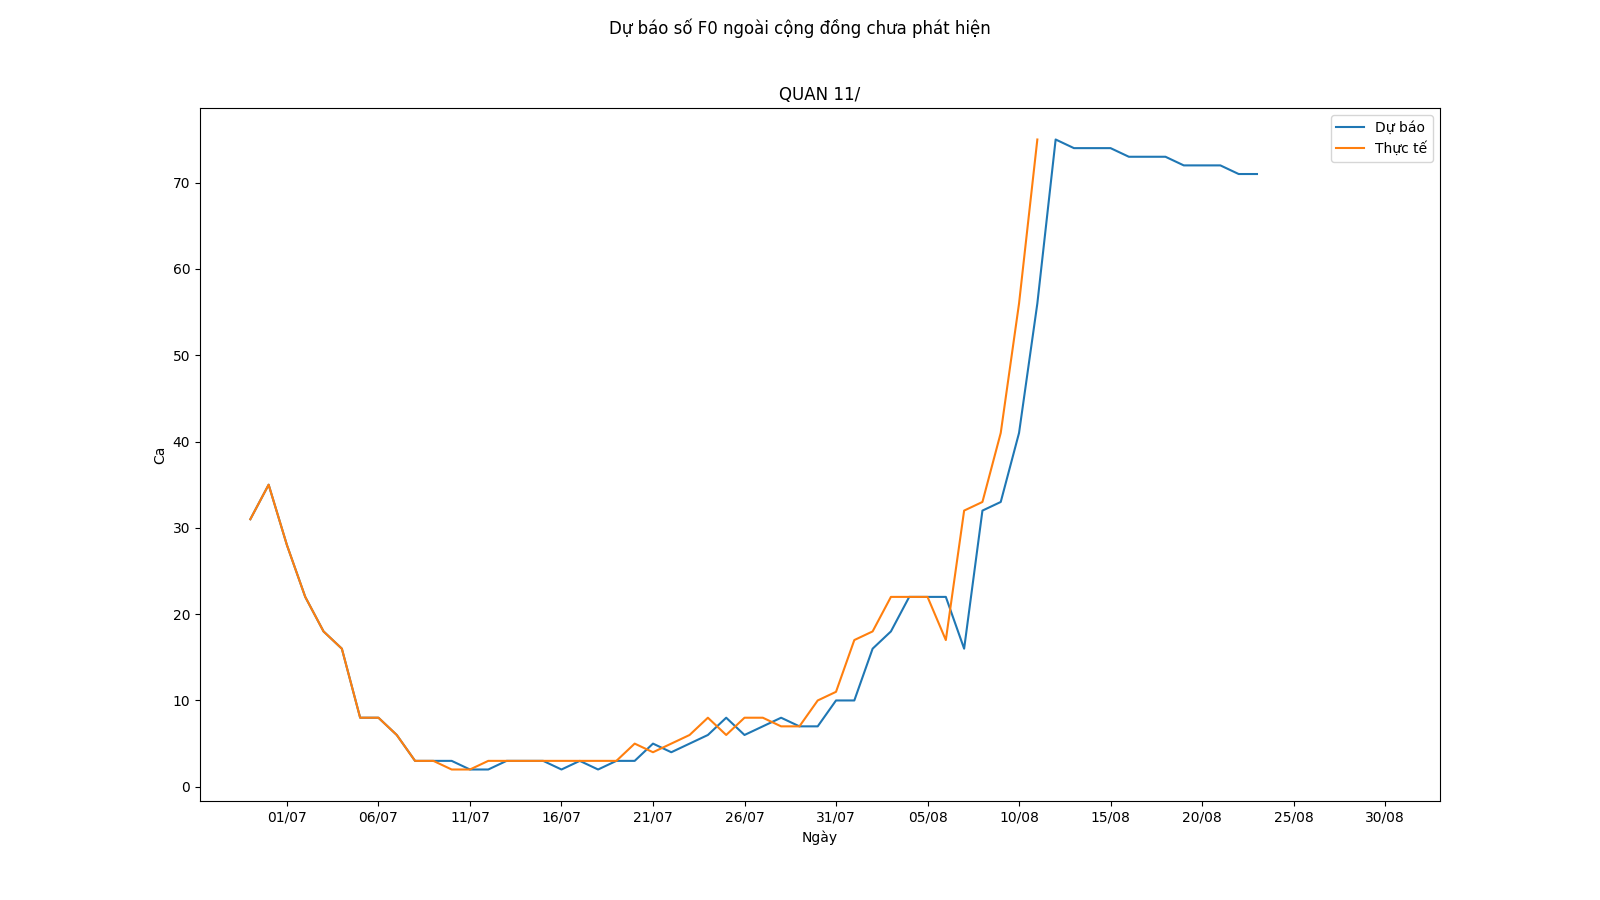 Dự báo số F0 ngoài cộng đồng chưa phát hiện
QUAN 11/
Dự báo
Thực tế
70
60
50
40
30
20
10
0
Ca
01/07 06/07 11/07 16/07 21/07 26/07 31/07 05/08 10/08 15/08 20/08 25/08 30/08
Ngày